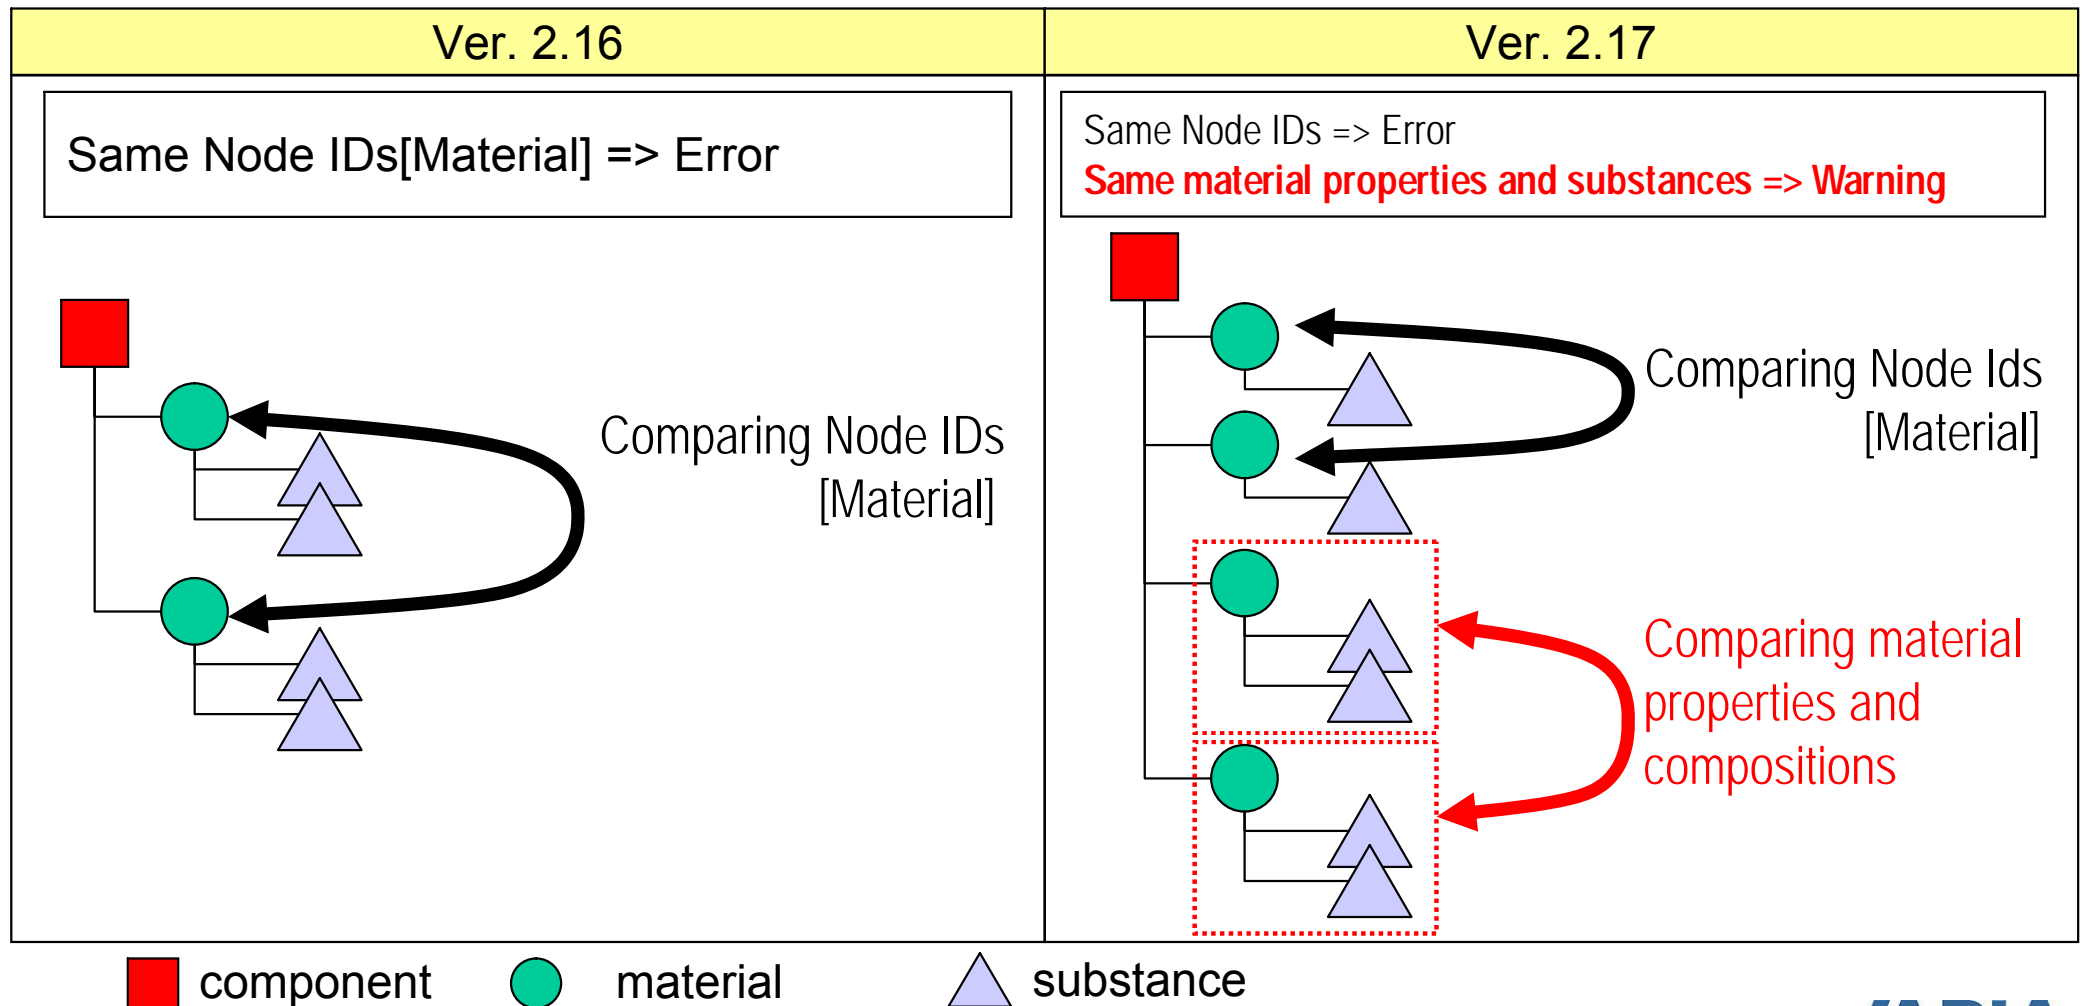 Ver. 2.16
Ver. 2.17
Same Node IDs[Material] => Error
Same Node IDs => Error
Same material properties and substances => Warning
Comparing Node IDs
[Material]
Comparing Node Ids
[Material]
Comparing material
properties and
compositions
component
material
substance